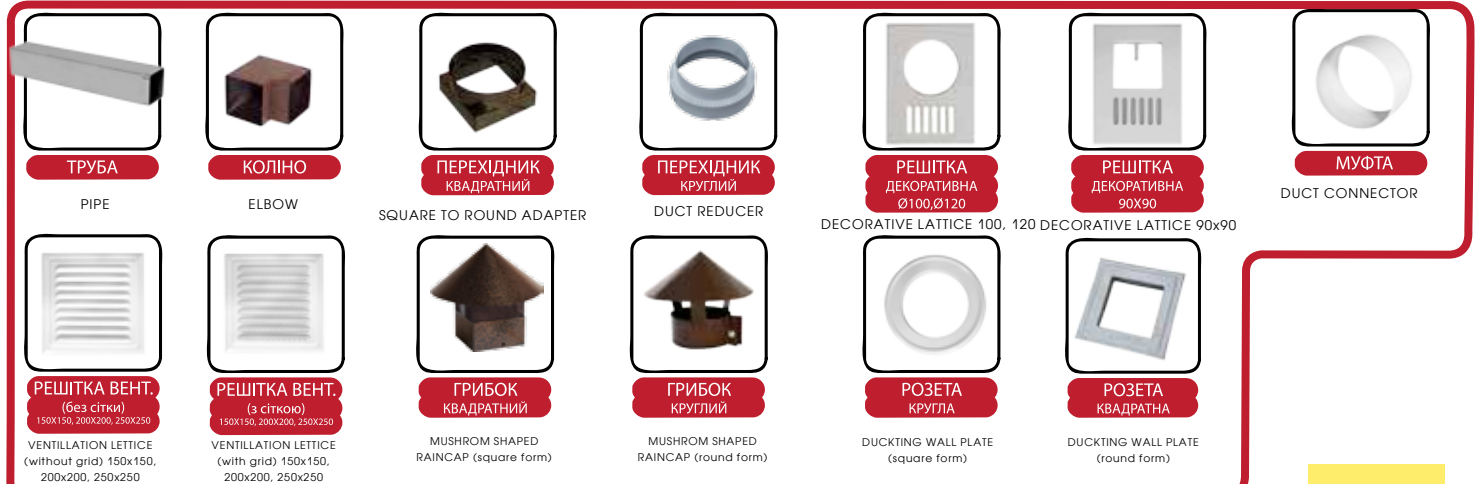 ТРУБА
PIPE
КОЛІНО
ELBOW
ПЕРЕХІДНИК
КВАДРАТНИЙ
SQUARE TO ROUND ADAPTER
ПЕРЕХІДНИК
КРУГЛИЙ
DUCT REDUCER
РЕШІТКА
ДЕКОРАТИВНА
Ø100,Ø120
DECORATIVE LATTICE 100, 120
РЕШІТКА
ДЕКОРАТИВНА
90X90
DECORATIVE LATTICE 90x90
МУФТА
DUCT CONNECTOR
РЕШІТКА ВЕНТ.
(без сітки)
150X150, 200X200, 250X250
VENTILLATION LETTICE
(without grid) 150x150,
200x200, 250x250
РЕШІТКА ВЕНТ.
(з сіткою)
150X150, 200X200, 250X250
VENTILLATION LETTICE
(with grid) 150x150,
200x200, 250x250
ГРИБОК
КВАДРАТНИЙ
MUSHROM SHAPED
RAINCAP (square form)
ГРИБОК
КРУГЛИЙ
MUSHROM SHAPED
RAINCAP (round form)
РОЗЕТА
КРУГЛА
DUCKTING WALL PLATE
(square form)
РОЗЕТА
КВАДРАТНА
DUCKTING WALL PLATE
(round form)